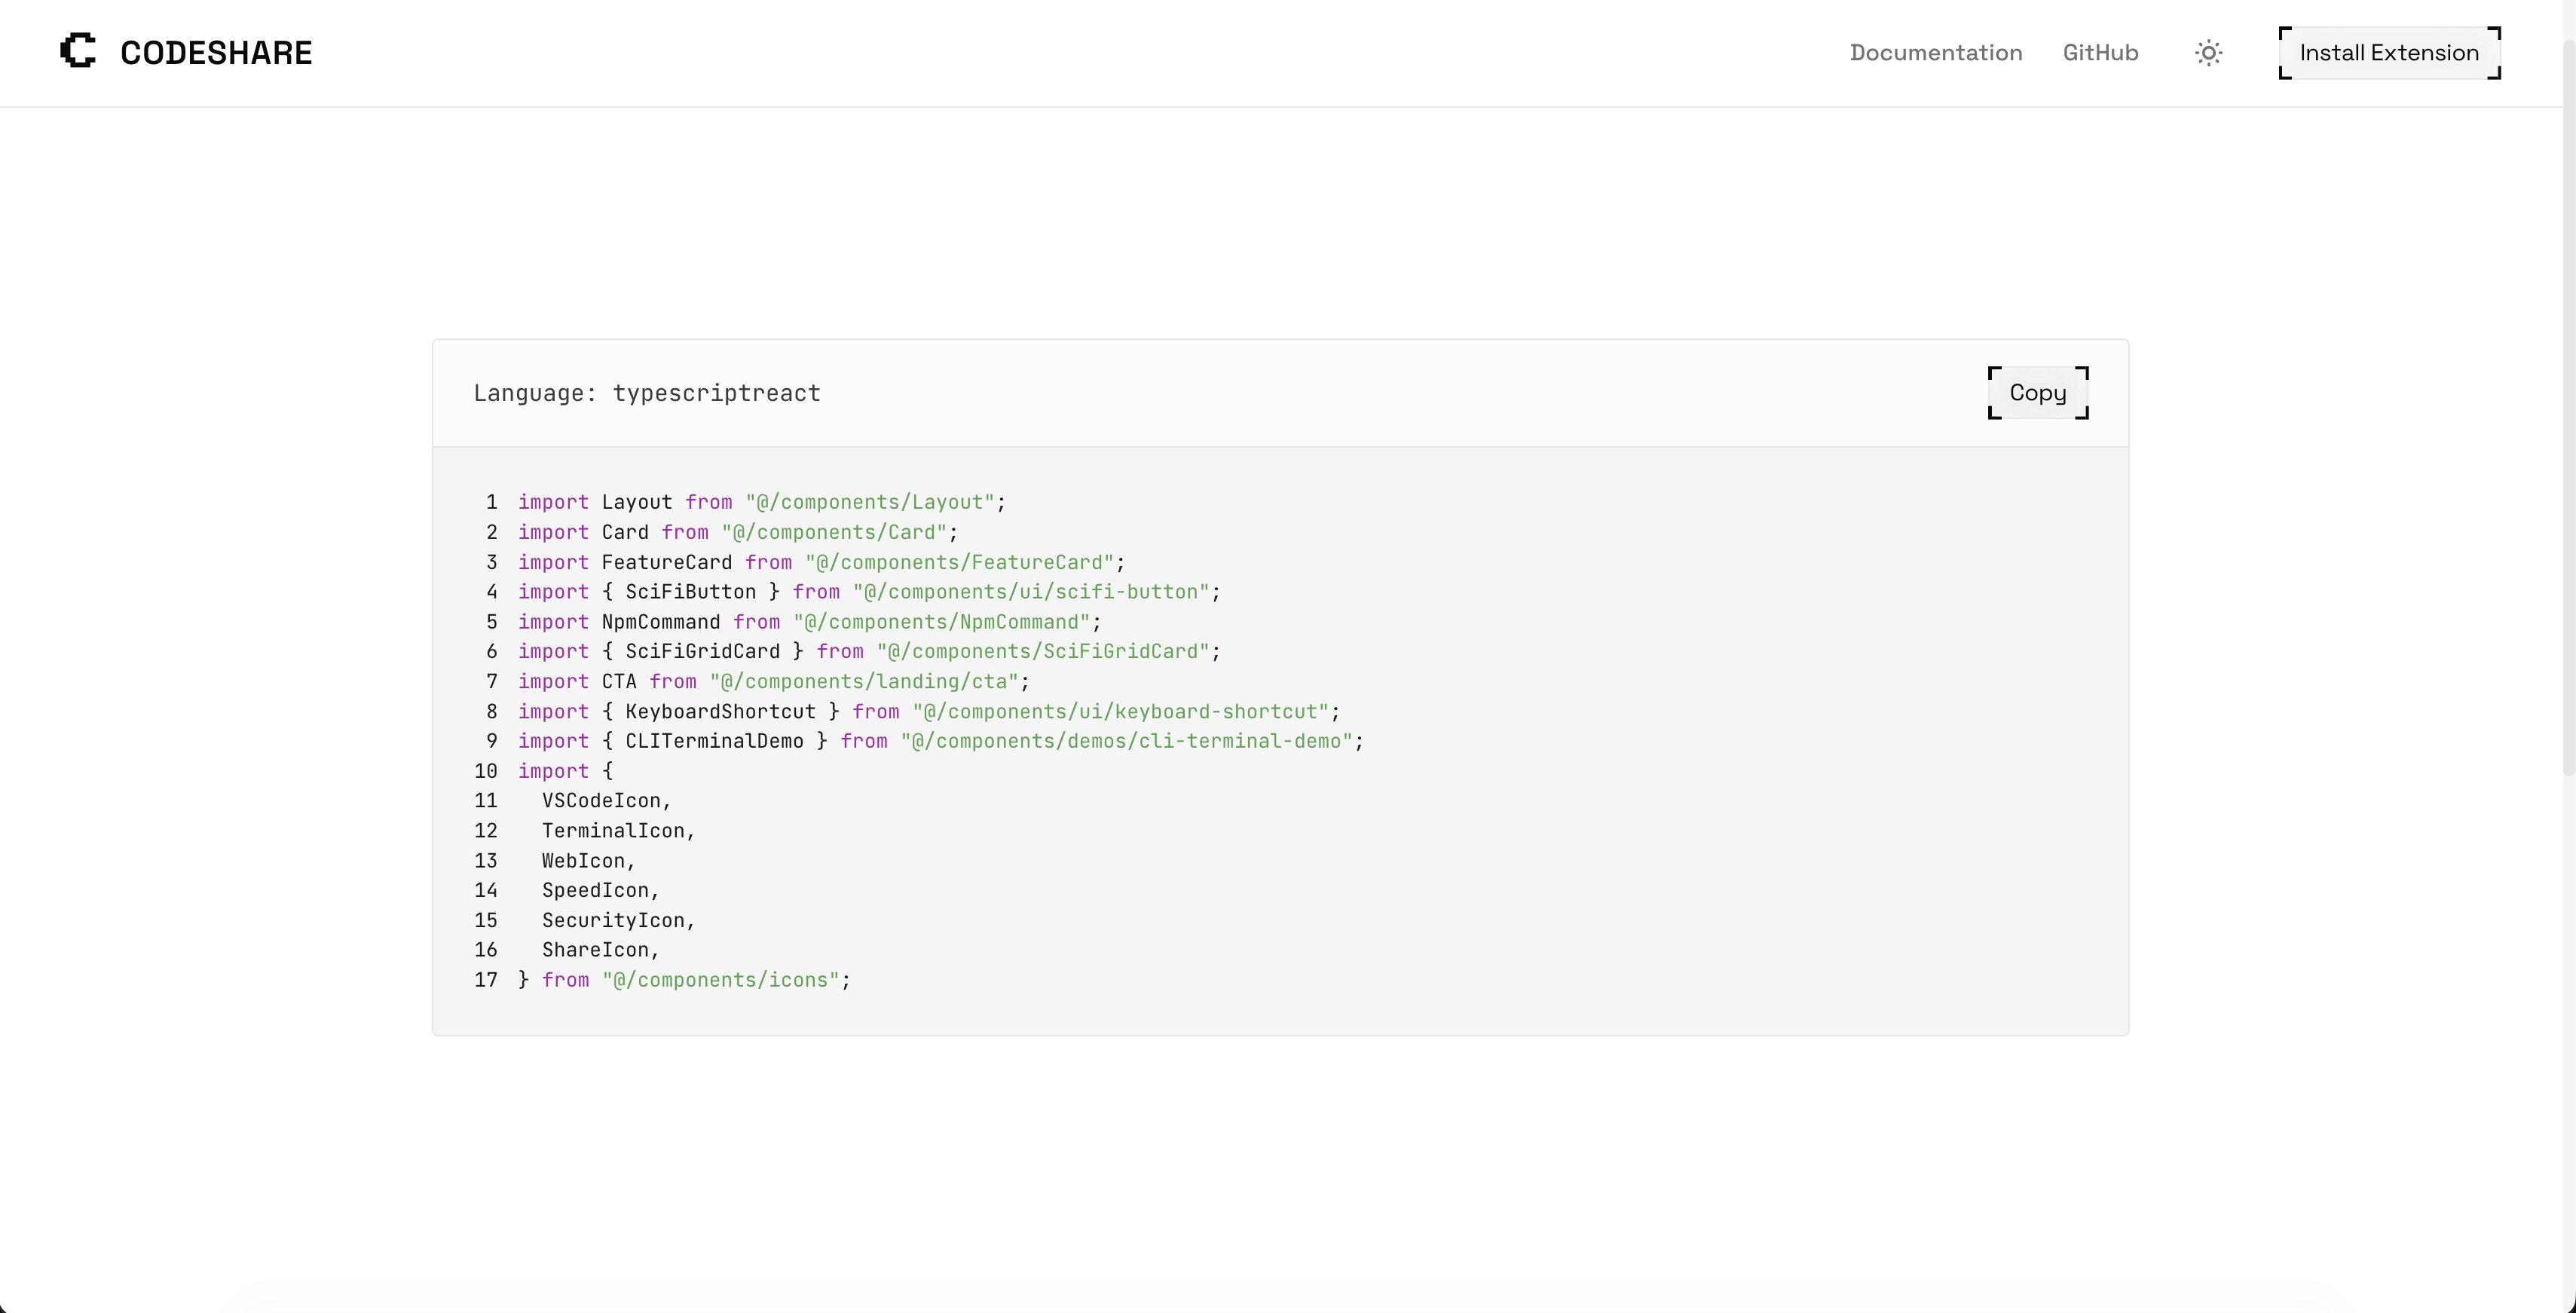 CODESHARE
Documentation
GitHub
Install Extension
Language: typescriptreact
Copy
1 import Layout from "@/components/Layout";
2 import Card from "@/components/Card";
3 import FeatureCard from "@/components/FeatureCard";
4 import { SciFiButton } from "@/components/ui/scifi-button";
5 import NpmCommand from "@/components/NpmCommand";
6 import { SciFiGridCard } from "@/components/SciFiGridCard";
7 import CTA from "@/components/landing/cta";
8 import { KeyboardShortcut } from "@/components/ui/keyboard-shortcut";
9 import { CLITerminalDemo } from "@/components/demos/cli-terminal-demo";
10 import {
11   VSCodeIcon,
12   TerminalIcon,
13   WebIcon,
14   SpeedIcon,
15   SecurityIcon,
16   ShareIcon,
17 } from "@/components/icons";